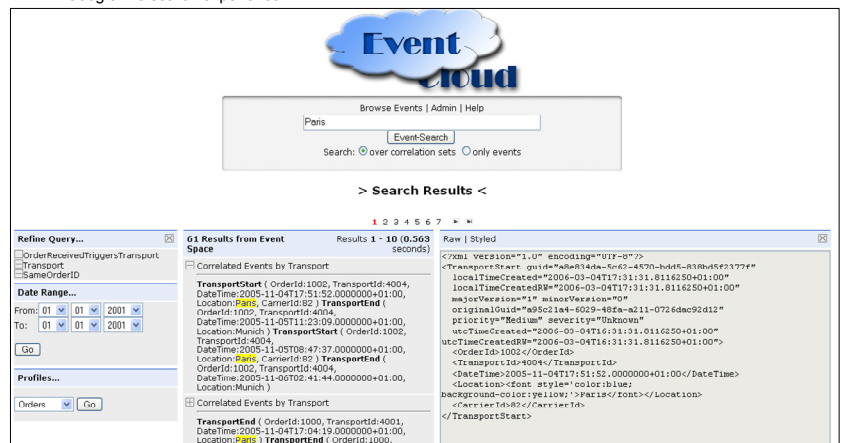 Event
Cloud
Browse Events | Admin | Help
Paris
Event-Search
Search: over correlation sets only events
> Search Results <
1 2 3 4 5 6 7
Refine Query...
OrderReceivedTriggersTransport
Transport
SameOrderID
Date Range...
From: 01 01 2001
To: 01 01 2001
Go
Profiles...
Orders Go
61 Results from Event Space Results 1 - 10 (0.563 seconds)
Correlated Events by Transport
TransportStart ( OrderId:1002, TransportId:4004,
DateTime:2005-11-04T17:51:52.0000000+01:00,
Location:Paris, CarrierId:82 ) TransportEnd (
OrderId:1002, TransportId:4004,
DateTime:2005-11-05T11:23:09.0000000+01:00,
Location:Munich ) TransportStart ( OrderId:1002,
TransportId:4004,
DateTime:2005-11-05T08:47:37.0000000+01:00,
Location:Paris, CarrierId:82 ) TransportEnd (
OrderId:1002, TransportId:4004,
DateTime:2005-11-06T02:41:44.0000000+01:00,
Location:Munich )
Correlated Events by Transport
TransportEnd ( OrderId:1000, TransportId:4001,
DateTime:2005-11-04T17:04:19.0000000+01:00,
Location:Paris ) TransportEnd ( OrderId:1000,
Raw | Styled
<?xml version="1.0" encoding="UTF-8"?>
<TransportStart guid="a8e834da-5c62-4570-bdd5-838bd5f2377f"
localTimeCreated="2006-03-04T17:31:31.8116250+01:00"
localTimeCreatedRW="2006-03-04T17:31:31.8116250+01:00"
majorVersion="1" minorVersion="0"
originalGuid="a95c21a4-6029-48fa-a211-0726dac92d12"
priority="Medium" severity="Unknown"
utcTimeCreated="2006-03-04T16:31:31.8116250+01:00"
utcTimeCreatedRW="2006-03-04T16:31:31.8116250+01:00">
<OrderId>1002</OrderId>
<TransportId>4004</TransportId>
<DateTime>2005-11-04T17:51:52.0000000+01:00</DateTime>
<Location><font style='color:blue;
background-color:yellow;'>Paris</font></Location>
<CarrierId>82</CarrierId>
</TransportStart>